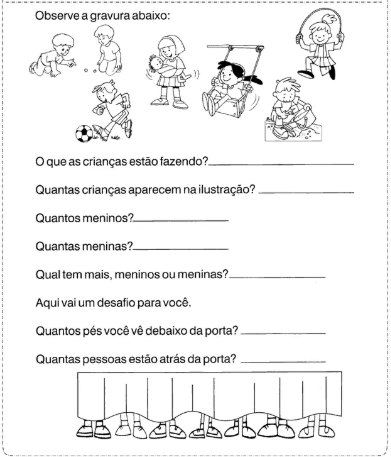 Observe a gravura abaixo:
O que as crianças estão fazendo?
Quantas crianças aparecem na ilustração?
Quantos meninos?
Quantas meninas?
Qual tem mais, meninos ou meninas?
Aqui vai um desafio para você.
Quantos pés você vê debaixo da porta?
Quantas pessoas estão atrás da porta?